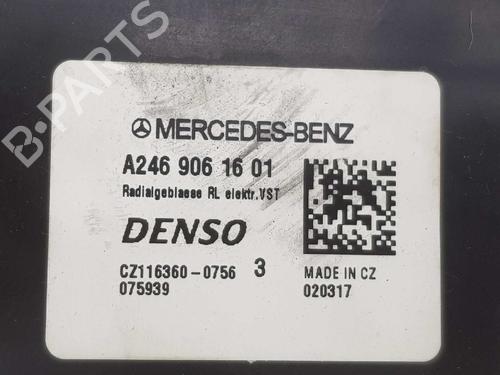 B-PARTS
MERCEDES-BENZ
A246 906 16 01
Radialgeblaese RL elektr.VST
DENSO
CZ116360-0756 3
075939
MADE IN CZ
020317